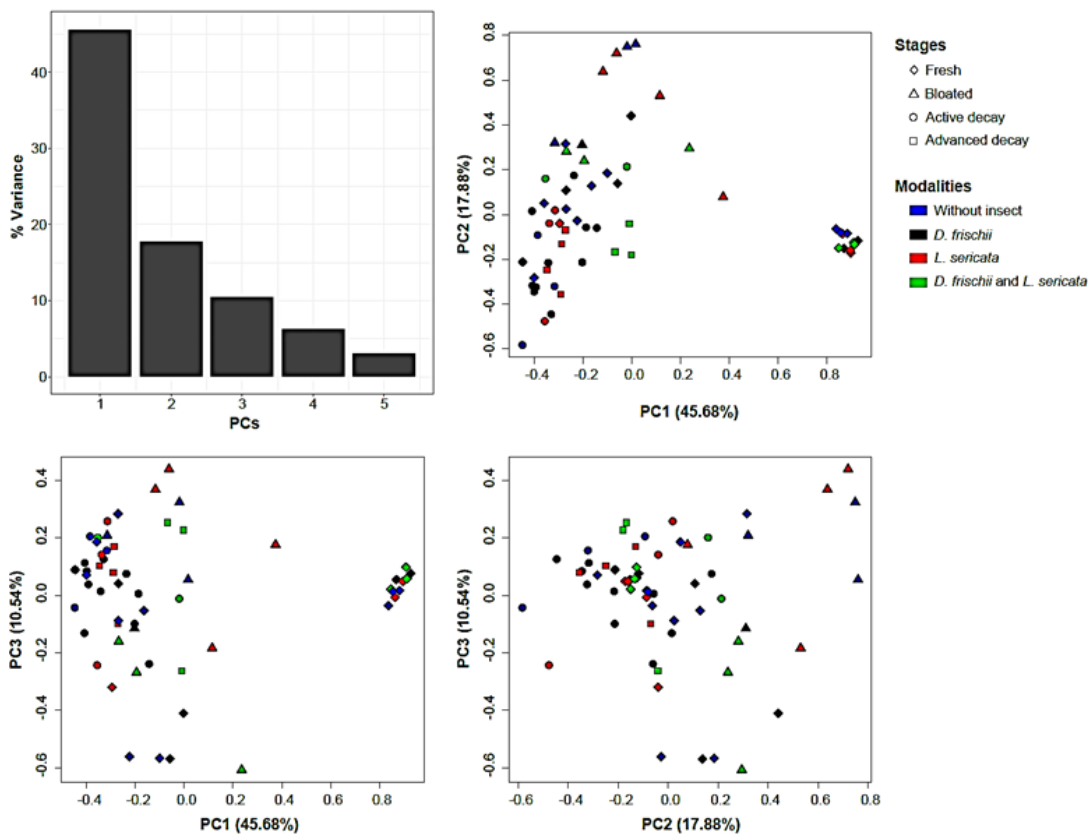 % Variance
40
30
20
10
0
1 2 3 4 5
PCs
PC2 (17.88%)
0.8
0.6
0.4
0.2
0.0
-0.2
-0.4
-0.6
-0.4 -0.2 0.0 0.2 0.4 0.6 0.8
PC1 (45.68%)
Stages
Fresh
Bloated
Active decay
Advanced decay
Modalities
Without insect
D. frischii
L. sericata
D. frischii and L. sericata
PC3 (10.54%)
0.4
0.2
0.0
-0.2
-0.4
-0.6
-0.4 -0.2 0.0 0.2 0.4 0.6 0.8
PC1 (45.68%)
PC3 (10.54%)
0.4
0.2
0.0
-0.2
-0.4
-0.6
-0.6 -0.4 -0.2 0.0 0.2 0.4 0.6 0.8
PC2 (17.88%)